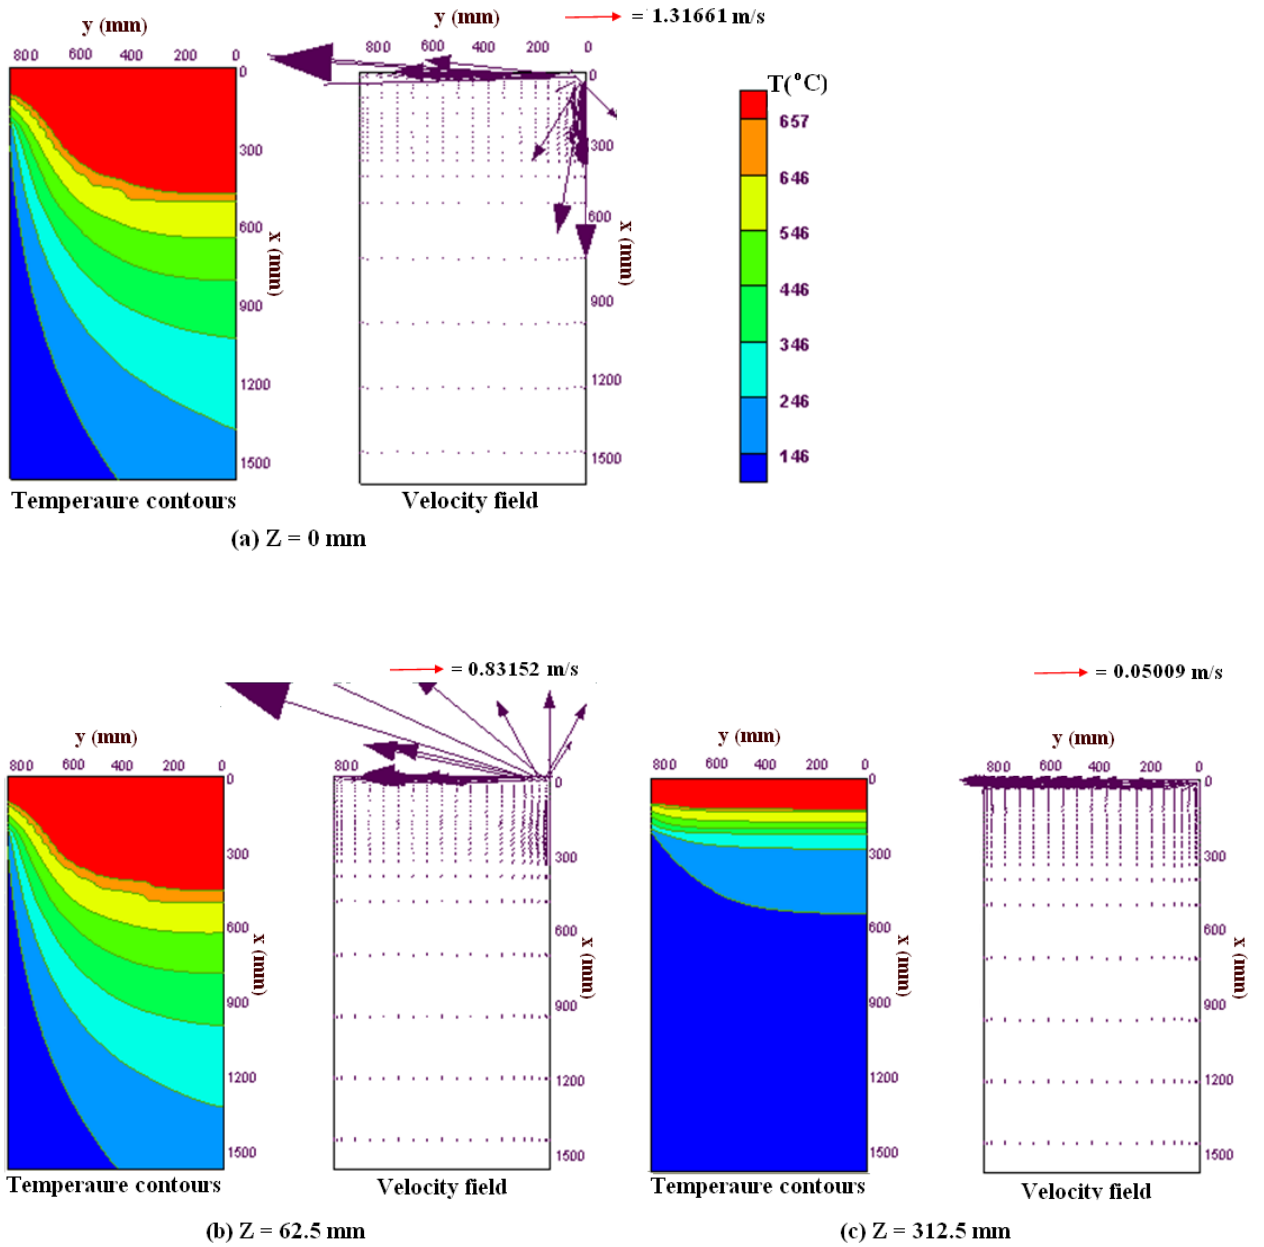 y (mm)
800 600 400 200 0
0
300
600
900
1200
1500
x (mm)
Temperaure contours
y (mm)
= 1.31661 m/s
800 600 400 200 0
0
300
600
900
1200
1500
x (mm)
Velocity field
T(°C)
657
646
546
446
346
246
146
(a) Z = 0 mm
y (mm)
800 600 400 200 0
0
300
600
900
1200
1500
x (mm)
Temperaure contours
= 0.83152 m/s
800
0
300
600
900
1200
1500
x (mm)
Velocity field
(b) Z = 62.5 mm
y (mm)
800 600 400 200 0
0
300
600
900
1200
1500
x (mm)
Temperaure contours
= 0.05009 m/s
y (mm)
800 600 400 200 0
0
300
600
900
1200
1500
x (mm)
Velocity field
(c) Z = 312.5 mm